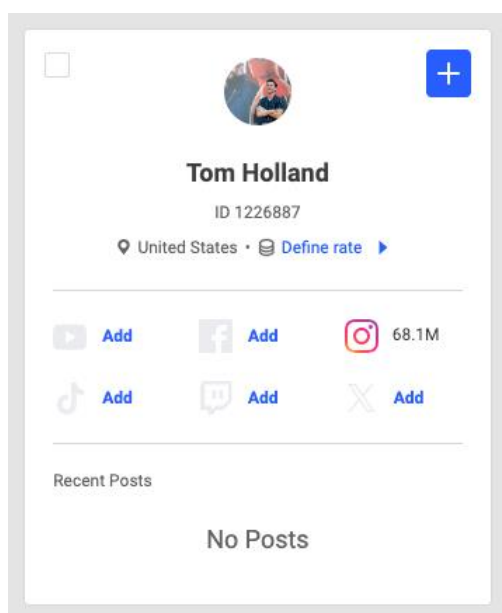 Tom Holland
ID 1226887
United States • Define rate
Add Add 68.1M
Add Add Add
Recent Posts
No Posts